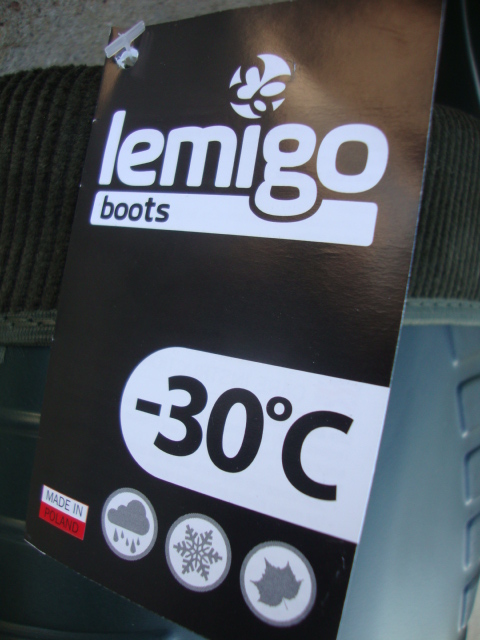 lemigo
boots
-30°C
MADE IN
POLAND